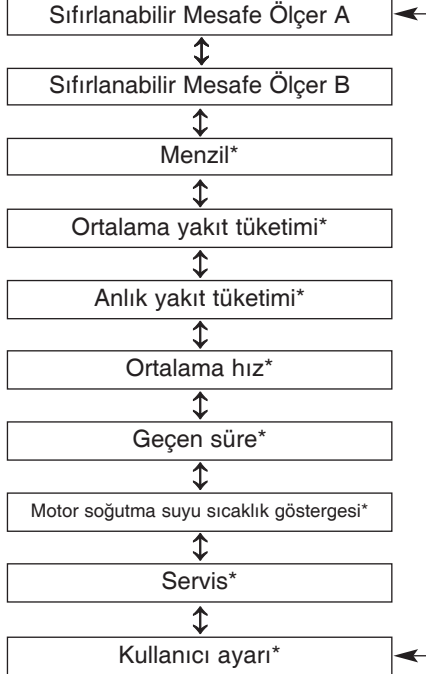 Sıfırlanabilir Mesafe Ölçer A
Sıfırlanabilir Mesafe Ölçer B
Menzil*
Ortalama yakıt tüketimi*
Anlık yakıt tüketimi*
Ortalama hız*
Geçen süre*
Motor soğutma suyu sıcaklık göstergesi*
Servis*
Kullanıcı ayarı*